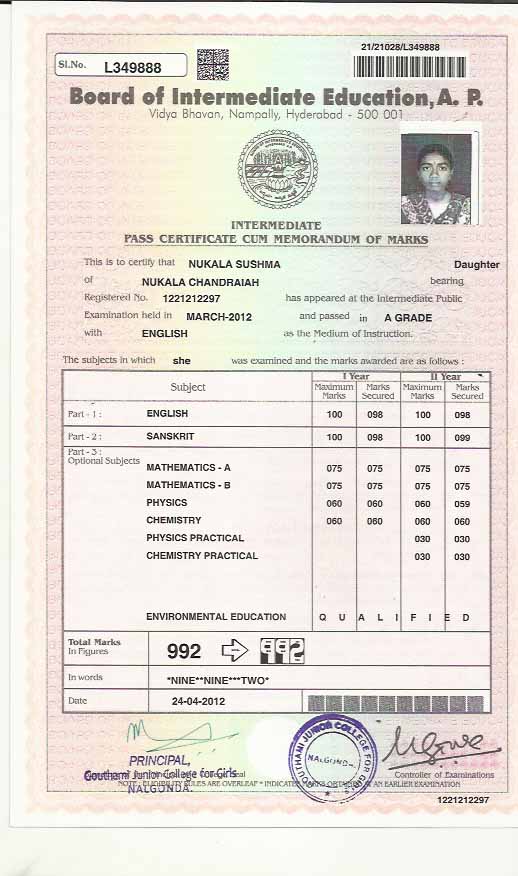 21/21028/L349888
Sl.No. L349888
Board of Intermediate Education, A. P.
Vidya Bhavan, Nampally, Hyderabad - 500 001
INTERMEDIATE
PASS CERTIFICATE CUM MEMORANDUM OF MARKS
This is to certify that NUKALA SUSHMA Daughter
of NUKALA CHANDRAIAH bearing
Registered No. 1221212297 has appeared at the Intermediate Public
Examination held in MARCH-2012 and passed in A GRADE
with ENGLISH as the Medium of Instruction.
The subjects in which she was examined and the marks awarded are as follows :
Subject I Year II Year
Maximum Marks Marks Secured Maximum Marks Marks Secured
Part - 1 : ENGLISH 100 098 100 098
Part - 2 : SANSKRIT 100 098 100 099
Part - 3 :
Optional Subjects
MATHEMATICS - A 075 075 075 075
MATHEMATICS - B 075 075 075 075
PHYSICS 060 060 060 059
CHEMISTRY 060 060 060 060
PHYSICS PRACTICAL 030 030
CHEMISTRY PRACTICAL 030 030
ENVIRONMENTAL EDUCATION Q U A L I F I E D
Total Marks
In Figures 992 992
In words *NINE**NINE***TWO*
Date 24-04-2012
PRINCIPAL,
Gouthami Junior College for Girls
NALGONDA.
GOUTHAMI JUNIOR COLLEGE FOR GIRLS
NALGONDA
Controller of Examinations
NOTE: ELIGIBILITY RULES ARE OVERLEAF * INDICATES MARKS OBTAINED AT AN EARLIER EXAMINATION
1221212297